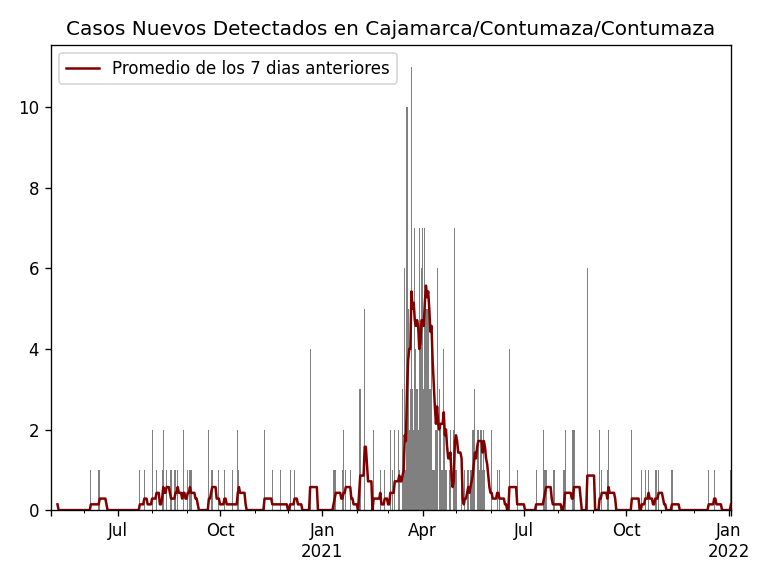 Casos Nuevos Detectados en Cajamarca/Contumaza/Contumaza
Promedio de los 7 dias anteriores
10
8
6
4
2
0
Jul Oct Jan Apr Jul Oct Jan
2021 2022